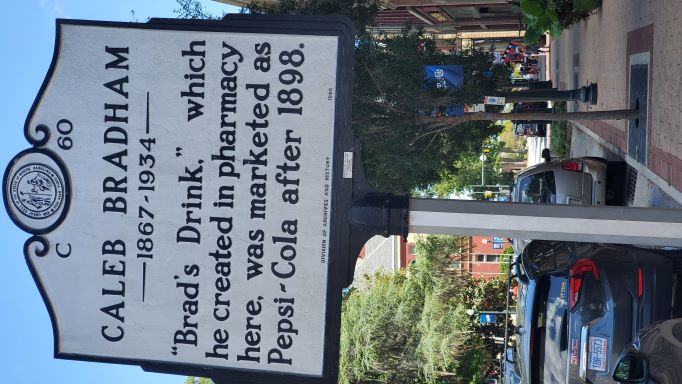 C 60
CALEB BRADHAM
1867-1934
"Brad's Drink," which
he created in pharmacy
here, was marketed as
Pepsi-Cola after 1898.
DIVISION OF ARCHIVES AND HISTORY